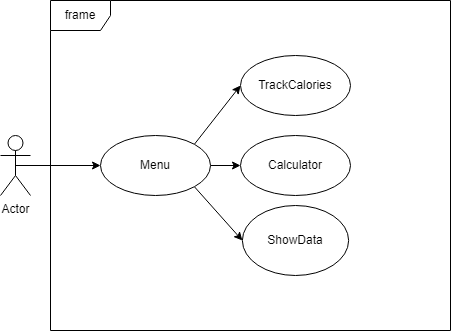 frame
TrackCalories
Menu
Calculator
Actor
ShowData